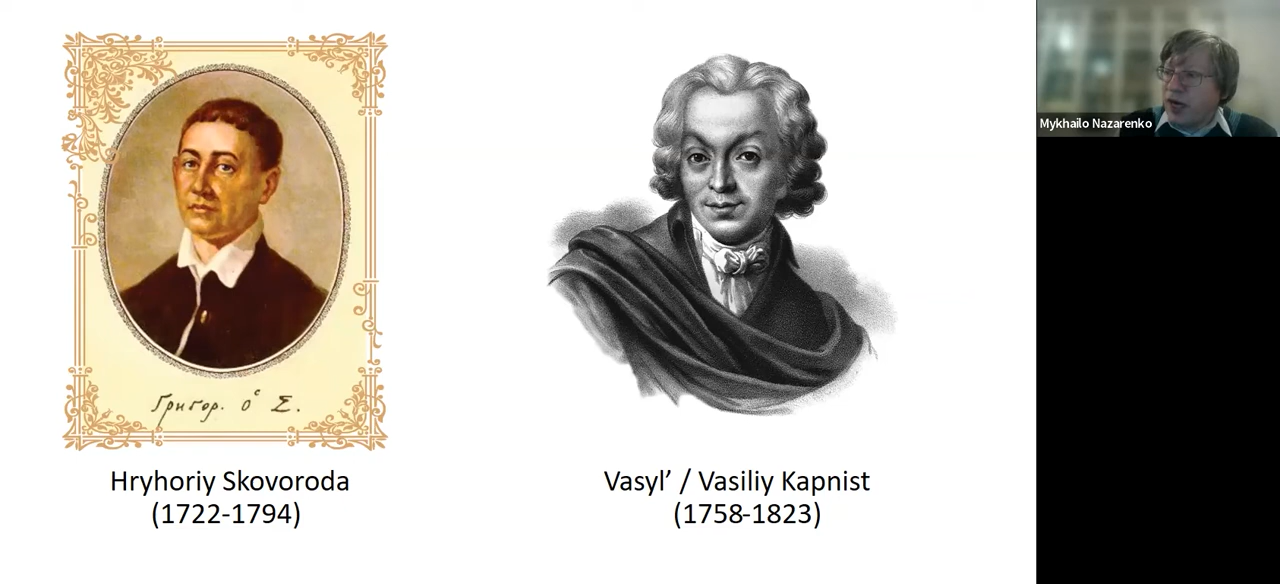 Григор. ὁ Σ.
Hryhoriy Skovoroda
(1722-1794)
Vasyl’ / Vasiliy Kapnist
(1758-1823)
Mykhailo Nazarenko